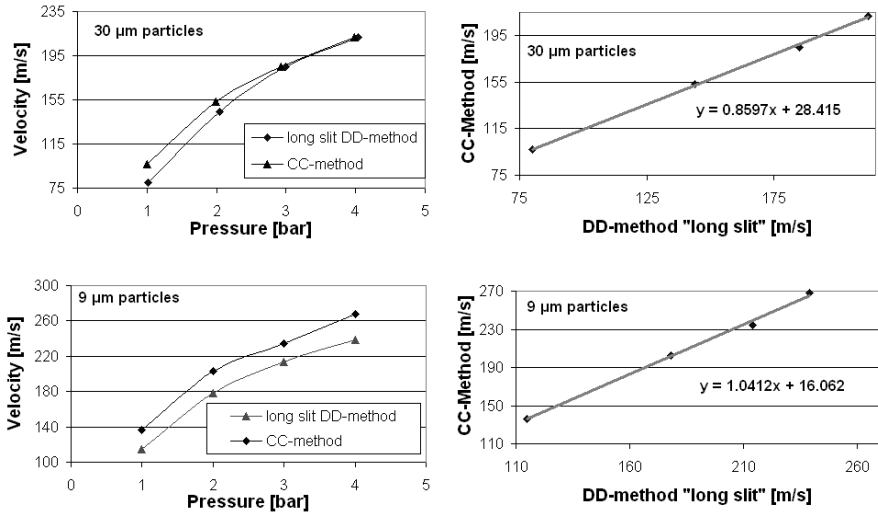 30 µm particles
Velocity [m/s]
235
195
155
115
75
0
1
2
3
4
5
Pressure [bar]
long slit DD-method
CC-method
30 µm particles
CC-Method [m/s]
195
155
115
75
75
125
175
DD-method "long slit" [m/s]
y = 0.8597x + 28.415
9 µm particles
Velocity [m/s]
300
260
220
180
140
100
0
1
2
3
4
5
Pressure [bar]
long slit DD-method
CC-method
9 µm particles
CC-Method [m/s]
270
230
190
150
110
110
160
210
260
DD-method "long slit" [m/s]
y = 1.0412x + 16.062